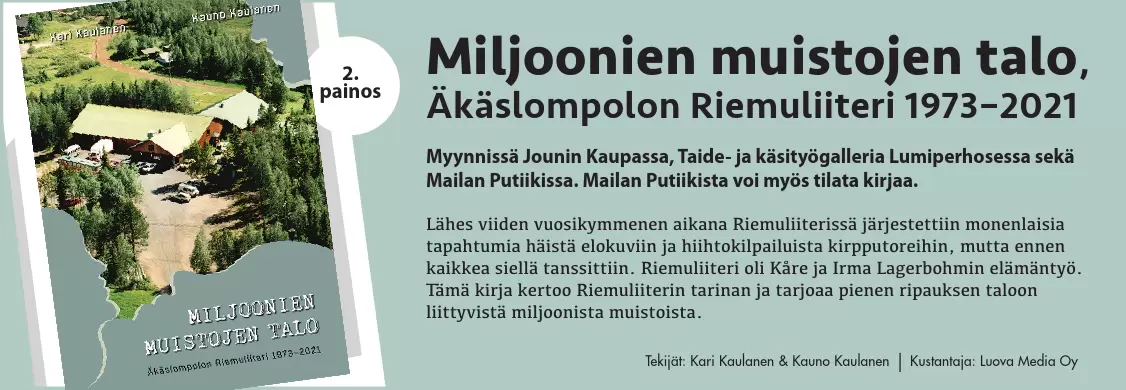 Kari Kaulanen
Kauno Kaulanen
MILJOONIEN
MUISTOJEN TALO
Äkäslompolon Riemuliiteri 1973–2021
2.
painos
Miljoonien muistojen talo,
Äkäslompolon Riemuliiteri 1973–2021
Myynnissä Jounin Kaupassa, Taide- ja käsityögalleria Lumiperhosessa sekä
Mailan Putiikissa. Mailan Putiikista voi myös tilata kirjaa.
Lähes viiden vuosikymmenen aikana Riemuliiterissä järjestettiin monenlaisia
tapahtumia häistä elokuviin ja hiihtokilpailuista kirpputoreihin, mutta ennen
kaikkea siellä tanssittiin. Riemuliiteri oli Kåre ja Irma Lagerbohmin elämäntyö.
Tämä kirja kertoo Riemuliiterin tarinan ja tarjoaa pienen ripauksen taloon
liittyvistä miljoonista muistoista.
Tekijät: Kari Kaulanen & Kauno Kaulanen | Kustantaja: Luova Media Oy